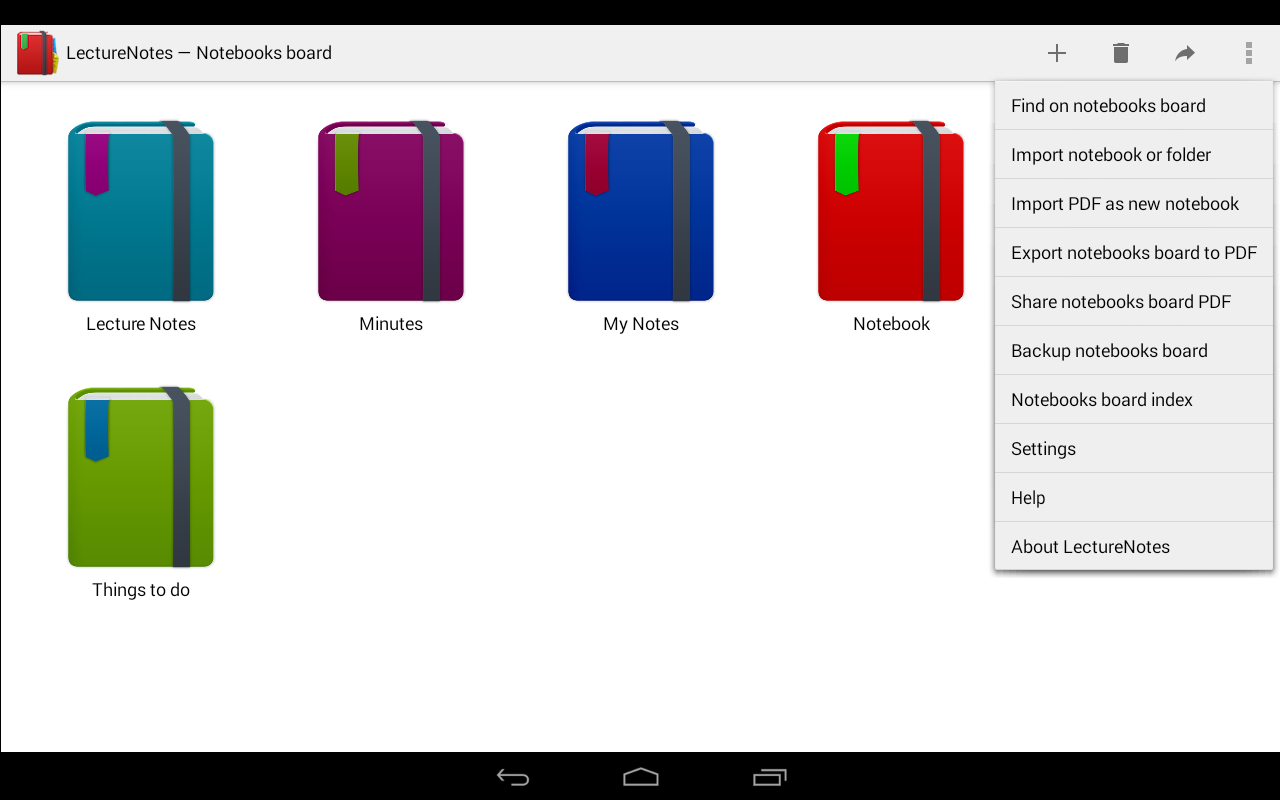 LectureNotes — Notebooks board
Find on notebooks board
Import notebook or folder
Import PDF as new notebook
Export notebooks board to PDF
Share notebooks board PDF
Backup notebooks board
Notebooks board index
Settings
Help
About LectureNotes
Lecture Notes
Minutes
My Notes
Notebook
Things to do